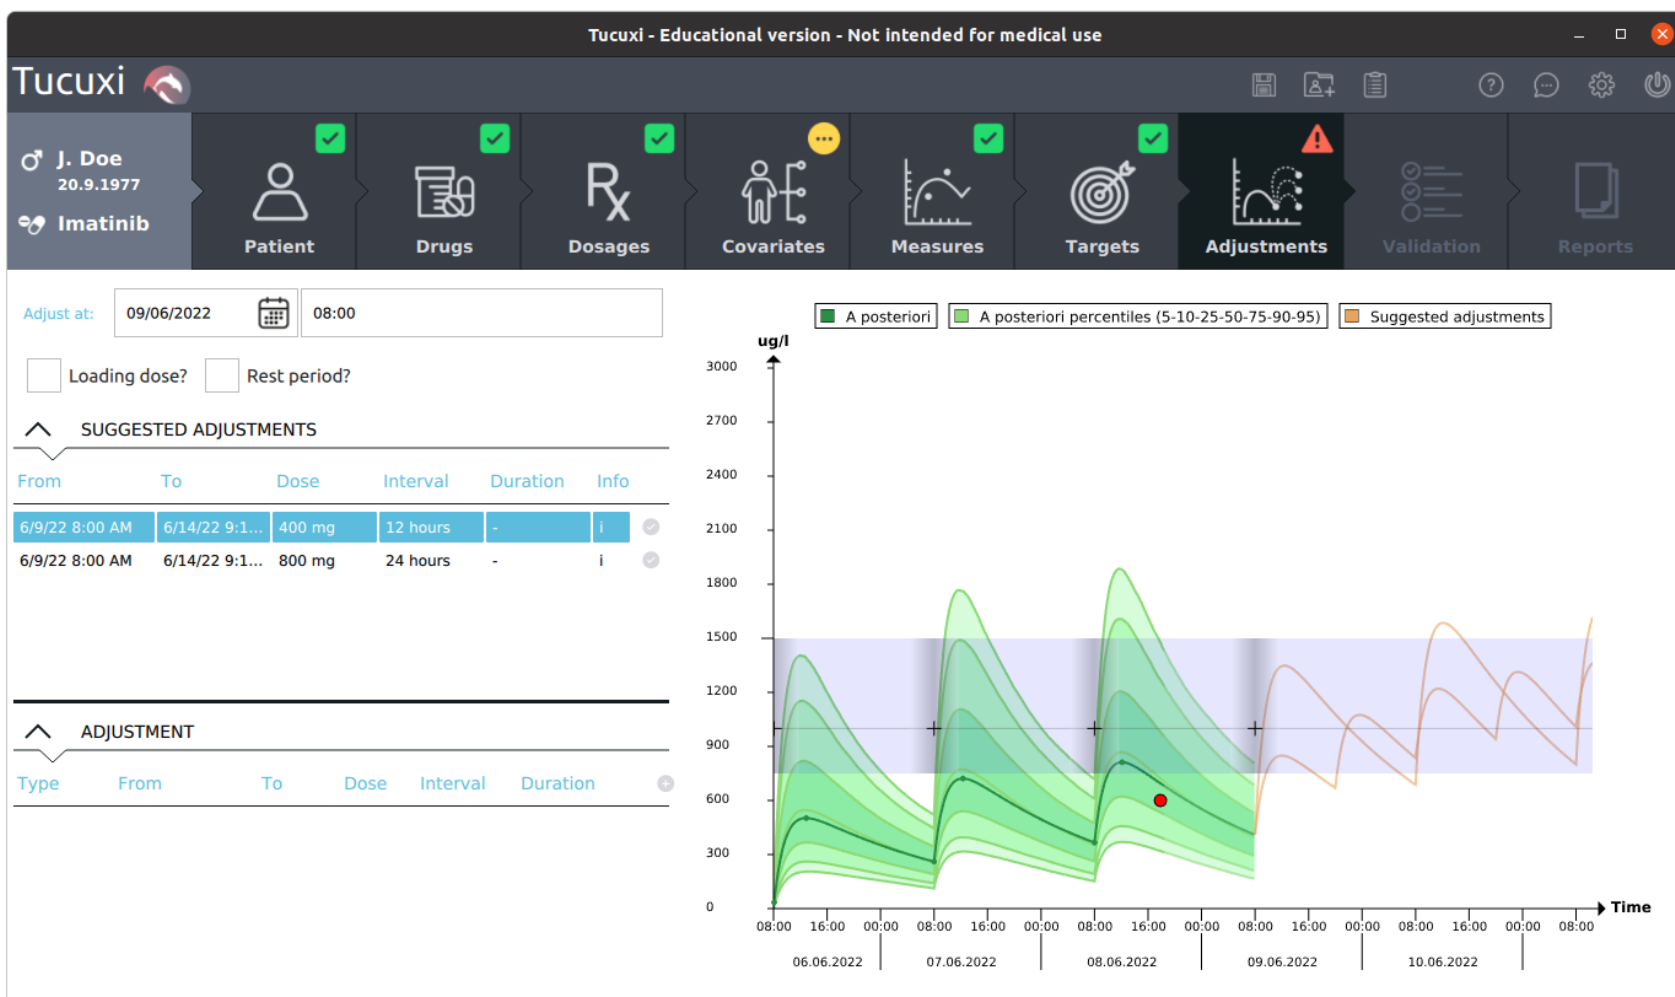 Tucuxi - Educational version - Not intended for medical use
Tucuxi
J. Doe
20.9.1977
Imatinib
Patient
Drugs
Dosages
Covariates
Measures
Targets
Adjustments
Validation
Reports
Adjust at: 09/06/2022 08:00
Loading dose? Rest period?
SUGGESTED ADJUSTMENTS
From To Dose Interval Duration Info
6/9/22 8:00 AM 6/14/22 9:1... 400 mg 12 hours - i
6/9/22 8:00 AM 6/14/22 9:1... 800 mg 24 hours - i
ADJUSTMENT
Type From To Dose Interval Duration
A posteriori A posteriori percentiles (5-10-25-50-75-90-95) Suggested adjustments
ug/l
3000
2700
2400
2100
1800
1500
1200
900
600
300
0
Time
08:00 16:00 00:00 08:00 16:00 00:00 08:00 16:00 00:00 08:00 16:00 00:00 08:00 16:00 00:00 08:00
06.06.2022 07.06.2022 08.06.2022 09.06.2022 10.06.2022